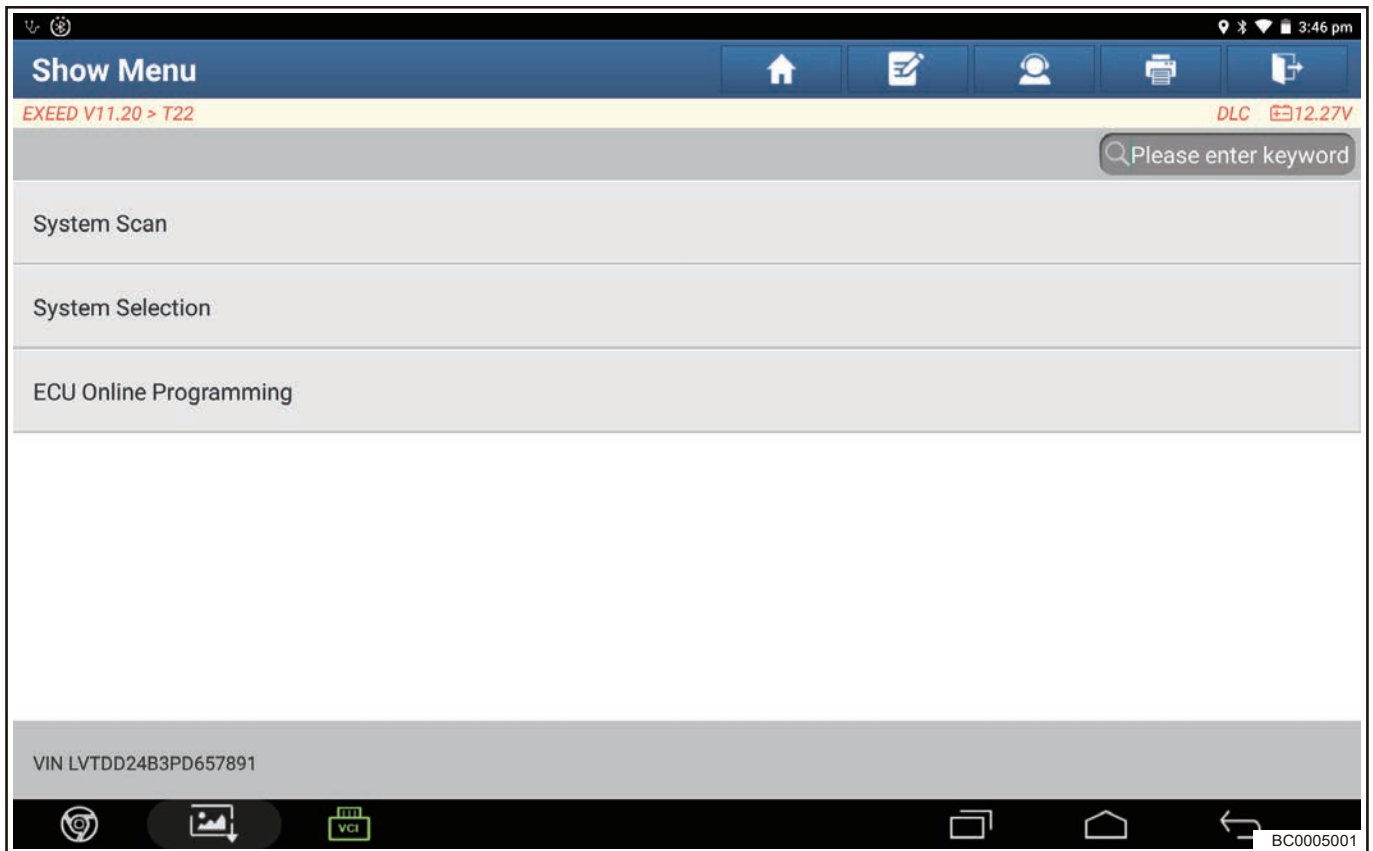 3:46 pm
Show Menu
EXEED V11.20 > T22
DLC 12.27V
Please enter keyword
System Scan
System Selection
ECU Online Programming
VIN LVTDD24B3PD657891
VCI
BC0005001